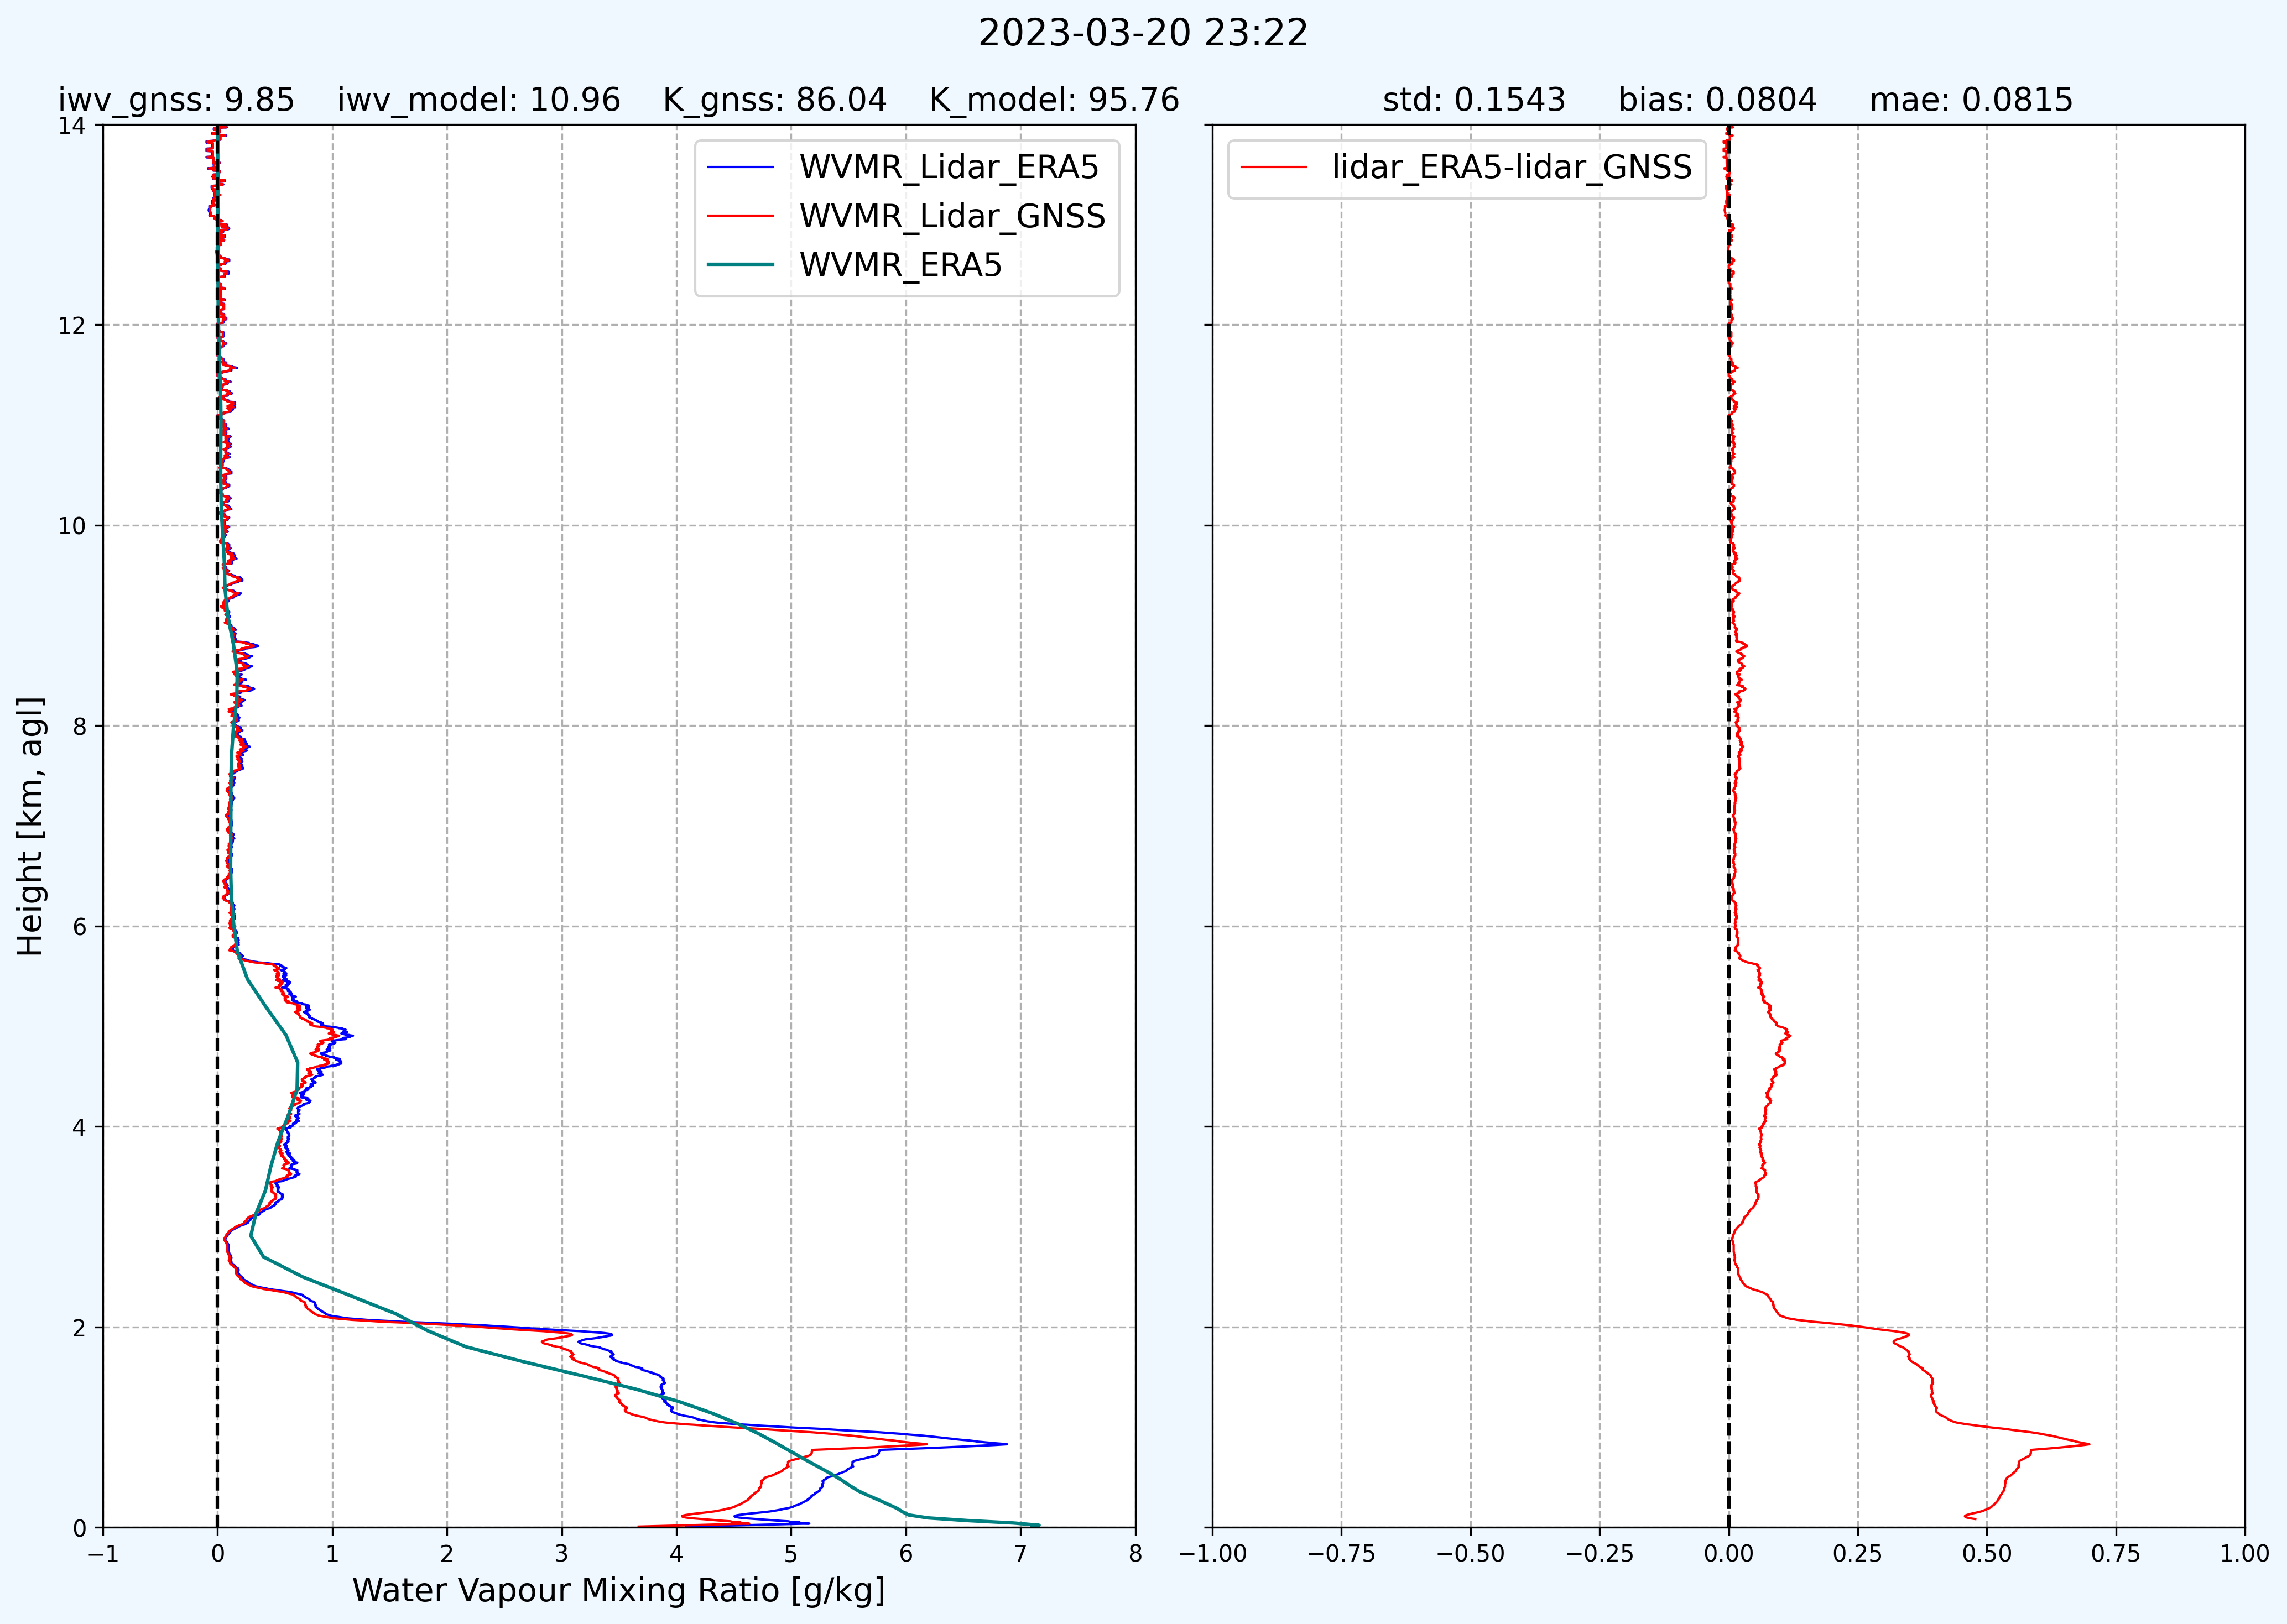 2023-03-20 23:22
iwv_gnss: 9.85 iwv_model: 10.96 K_gnss: 86.04 K_model: 95.76
std: 0.1543 bias: 0.0804 mae: 0.0815
WVMR_Lidar_ERA5
WVMR_Lidar_GNSS
WVMR_ERA5
lidar_ERA5-lidar_GNSS
14
12
10
8
6
4
2
0
Height [km, agl]
−1 0 1 2 3 4 5 6 7 8
Water Vapour Mixing Ratio [g/kg]
−1.00 −0.75 −0.50 −0.25 0.00 0.25 0.50 0.75 1.00